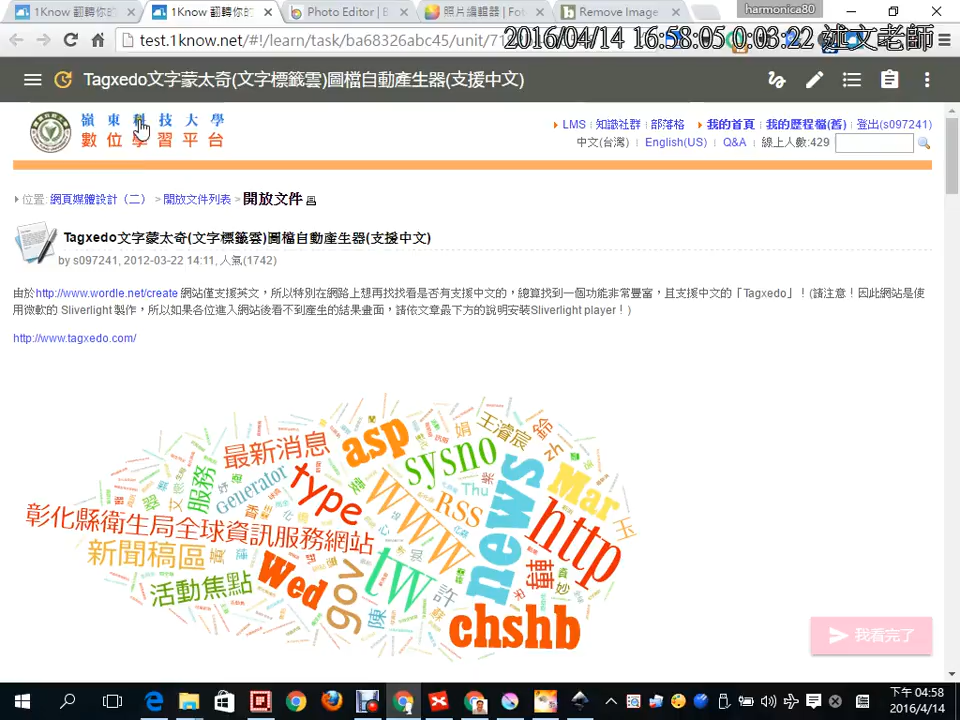 1Know 翻轉你的
1Know 翻轉你的
Photo Editor | B
照片編輯器 | Fot
Remove Image
harmonica80
test.1know.net/#!/learn/task/ba68326abc45/unit/71
2016/04/14 16:58:05 0:03:22 述文老師
Tagxedo文字蒙太奇(文字標籤雲)圖檔自動產生器(支援中文)
嶺東科技大學
數位學習平台
LMS | 知識社群 | 部落格 我的首頁 | 我的歷程檔(舊) | 登出(s097241)
中文(台灣) | English(US) | Q&A | 線上人數:429
位置: 網頁媒體設計（二） > 開放文件列表 > 開放文件
Tagxedo文字蒙太奇(文字標籤雲)圖檔自動產生器(支援中文)
by s097241, 2012-03-22 14:11, 人氣(1742)
由於http://www.wordle.net/create 網站僅支援英文，所以特別在網路上想再找找看是否有支援中文的，總算找到一個功能非常豐富，且支援中文的「Tagxedo」！(請注意！因此網站是使
用微軟的 Sliverlight 製作，所以如果各位進入網站後看不到產生的結果畫面，請依文章最下方的說明安裝Sliverlight player！)
http://www.tagxedo.com/
最新消息
asp
王濬宸
鈴
娟
zh
sysno
服務
Generator
type
www
Thu
RSS
news
Mar
http
玉
彰化縣衛生局全球資訊服務網站
新聞稿區
活動焦點
Wed
gov
tw
許
陳
轉
妙
黃
chshb
我看完了
下午 04:58
2016/4/14